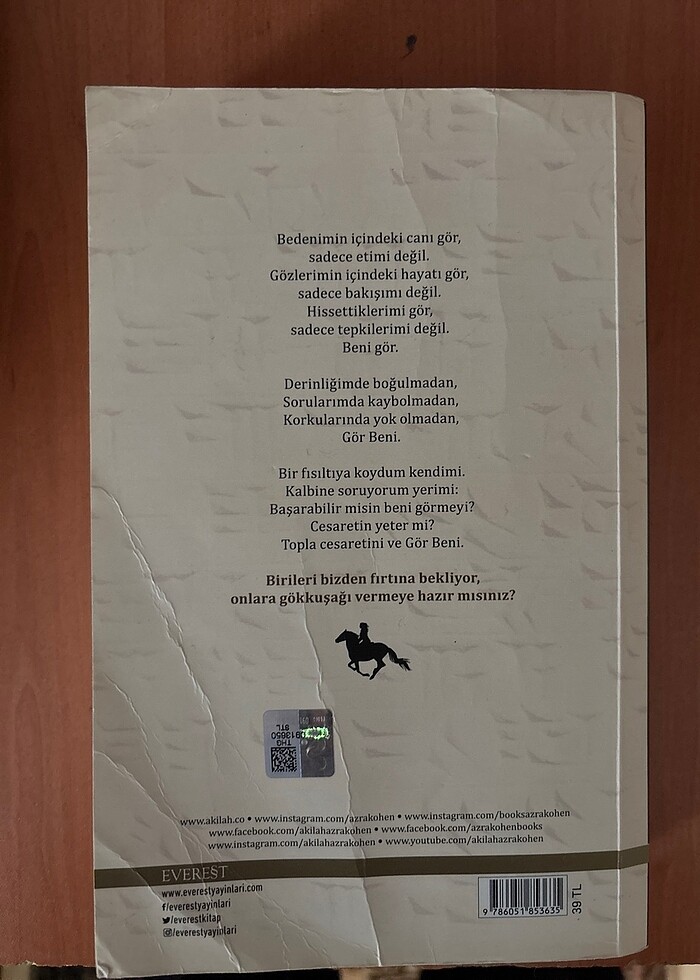 Bedenimin içindeki canı gör,
sadece etimi değil.
Gözlerimin içindeki hayatı gör,
sadece bakışımı değil.
Hissettiklerimi gör,
sadece tepkilerimi değil.
Beni gör.
Derinliğimde boğulmadan,
Sorularımda kaybolmadan,
Korkularında yok olmadan,
Gör Beni.
Bir fısıltıya koydum kendimi.
Kalbine soruyorum yerimi:
Başarabilir misin beni görmeyi?
Cesaretin yeter mi?
Topla cesaretini ve Gör Beni.
Birileri bizden fırtına bekliyor,
onlara gökkuşağı vermeye hazır mısınız?
THG
STL
www.akilah.co • www.instagram.com/azrakohen • www.instagram.com/booksazrakohen
www.facebook.com/akilahazrakohen • www.facebook.com/azrakohenbooks
www.instagram.com/akilahazrakohen • www.youtube.com/akilahazrakohen
EVEREST
www.everestyayinlari.com
f/everestyayinlari
/everestkitap
/everestyayinlari
9 786051 853635
39 TL